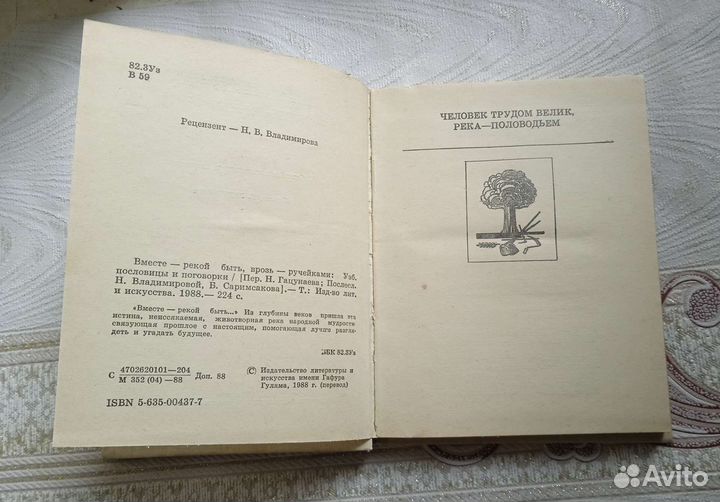 82.3Уз
В 59
Рецензент — Н. В. Владимирова
Вместе — рекой быть, врозь — ручейками: Узб.
пословицы и поговорки / [Пер. Н. Гацунаева; Послесл.
Н. Владимировой, Б. Саримсакова].— Т.: Изд-во лит.
и искусства. 1988.— 224 с.
«Вместе — рекой быть...» Из глубины веков пришла эта
истина, неиссякаемая, животворная река народной мудрости
связывающая прошлое с настоящим, помогающая лучше разгля-
деть и угадать будущее.
ББК 82.3Уз
С 4702620101—204
М 352 (04) —88 Доп. 88
© Издательство литературы и
искусства имени Гафура
Гуляма, 1988 г. (перевод)
ISBN 5-635-00437-7
ЧЕЛОВЕК ТРУДОМ ВЕЛИК,
РЕКА—ПОЛОВОДЬЕМ
Avito